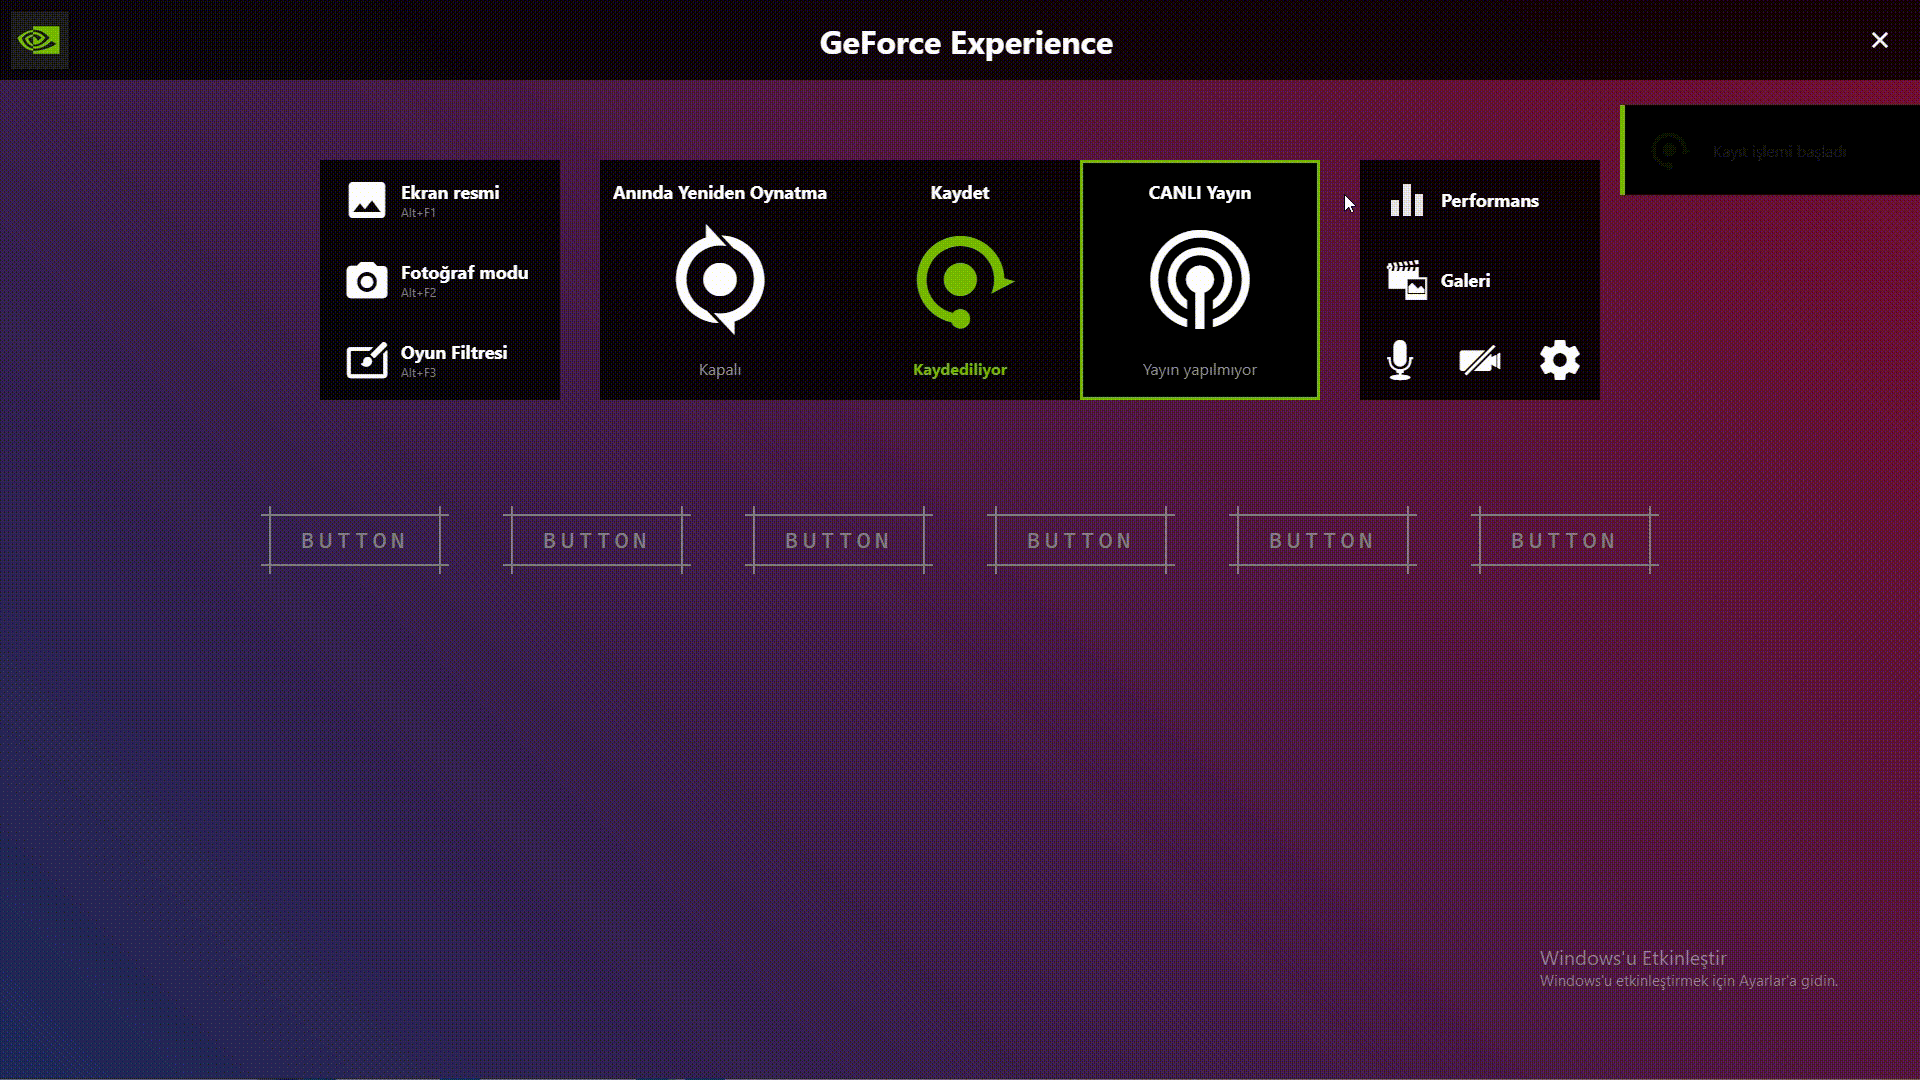 GeForce Experience
Kayıt işlemi başladı
Ekran resmi
Alt+F1
Fotoğraf modu
Alt+F2
Oyun Filtresi
Alt+F3
Anında Yeniden Oynatma
Kapalı
Kaydet
Kaydediliyor
CANLI Yayın
Yayın yapılmıyor
Performans
Galeri
BUTTON BUTTON BUTTON BUTTON BUTTON BUTTON
Windows'u Etkinleştir
Windows'u etkinleştirmek için Ayarlar'a gidin.